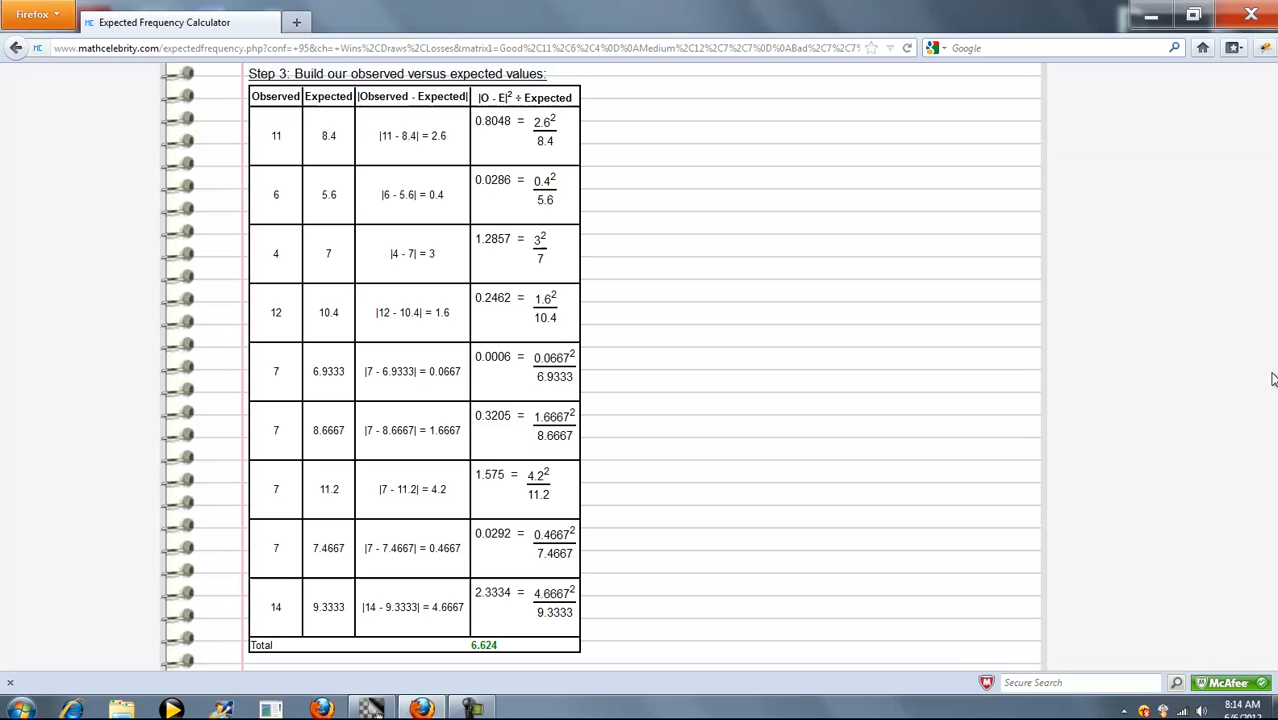 Firefox
Expected Frequency Calculator
www.mathcelebrity.com/expectedfrequency.php?conf=+95&ch=+Wins%2CDraws%2CLosses&matrix1=Good%2C11%2C6%2C4%0D%0AMedium%2C12%2C7%2C7%0D%0ABad%2C7%2C7%
Google
Step 3: Build our observed versus expected values:
Observed Expected |Observed - Expected| |O - E|² ÷ Expected
11 8.4 |11 - 8.4| = 2.6 0.8048 = 2.6²
8.4
6 5.6 |6 - 5.6| = 0.4 0.0286 = 0.4²
5.6
4 7 |4 - 7| = 3 1.2857 = 3²
7
12 10.4 |12 - 10.4| = 1.6 0.2462 = 1.6²
10.4
7 6.9333 |7 - 6.9333| = 0.0667 0.0006 = 0.0667²
6.9333
7 8.6667 |7 - 8.6667| = 1.6667 0.3205 = 1.6667²
8.6667
7 11.2 |7 - 11.2| = 4.2 1.575 = 4.2²
11.2
7 7.4667 |7 - 7.4667| = 0.4667 0.0292 = 0.4667²
7.4667
14 9.3333 |14 - 9.3333| = 4.6667 2.3334 = 4.6667²
9.3333
Total 6.624
Secure Search
McAfee
8:14 AM